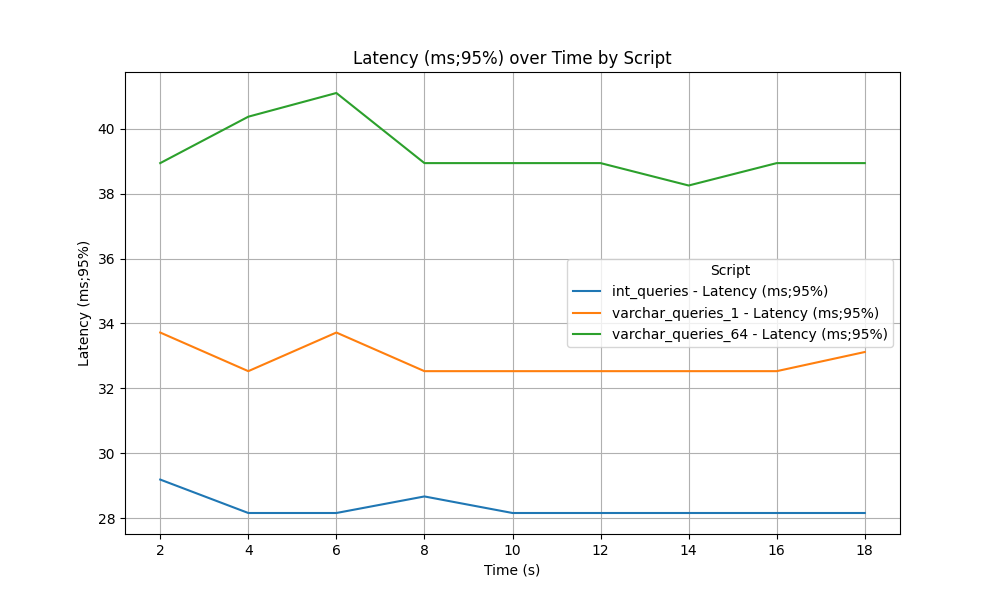 Latency (ms;95%) over Time by Script
Latency (ms;95%)
40
38
36
34
32
30
28
Script
int_queries - Latency (ms;95%)
varchar_queries_1 - Latency (ms;95%)
varchar_queries_64 - Latency (ms;95%)
2 4 6 8 10 12 14 16 18
Time (s)